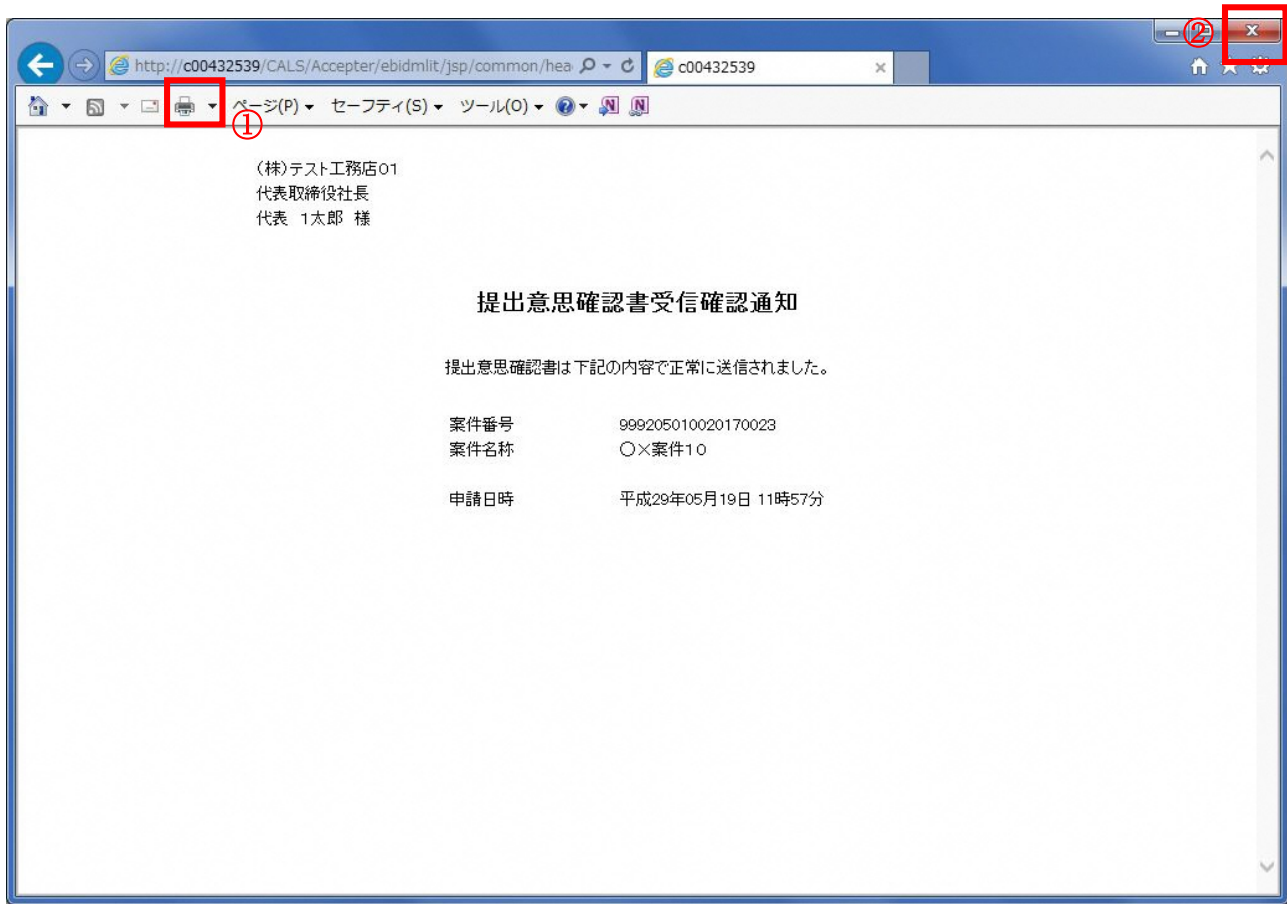 ②
http://c00432539/CALS/Accepter/ebidmlit/jsp/common/hea
c00432539
ページ(P) セーフティ(S) ツール(O)
①
(株)テスト工務店01
代表取締役社長
代表 1太郎 様
提出意思確認書受信確認通知
提出意思確認書は下記の内容で正常に送信されました。
案件番号 999205010020170023
案件名称 ○×案件10
申請日時 平成29年05月19日 11時57分